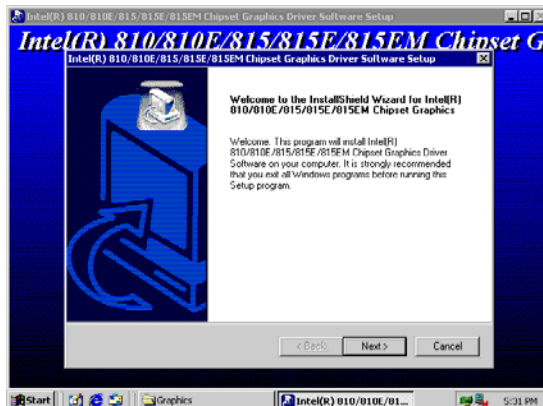 Intel(R) 810/810E/815/815E/815EM Chipset Graphics Driver Software Setup
Intel(R) 810/810E/815/815E/815EM Chipset G
Intel(R) 810/810E/815/815E/815EM Chipset Graphics Driver Software Setup
Welcome to the InstallShield Wizard for Intel(R)
810/810E/815/815E/815EM Chipset Graphics
Welcome. This program will install Intel(R)
810/810E/815/815E/815EM Chipset Graphics Driver
Software on your computer. It is strongly recommended
that you exit all Windows programs before running this
Setup program.
< Back
Next >
Cancel
Start
Graphics
Intel(R) 810/810E/81...
5:31 PM